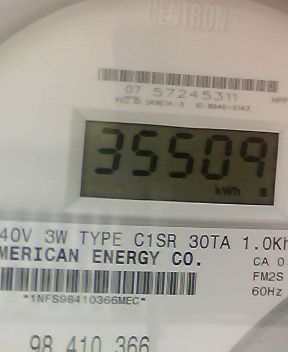 CENTRON
07 57245311
35509
kWh
40V 3W TYPE C1SR 30TA 1.0Kh
MERICAN ENERGY CO.
CA 0.
FM2S
60Hz
*1NFS98410366MEC*
98 410 366